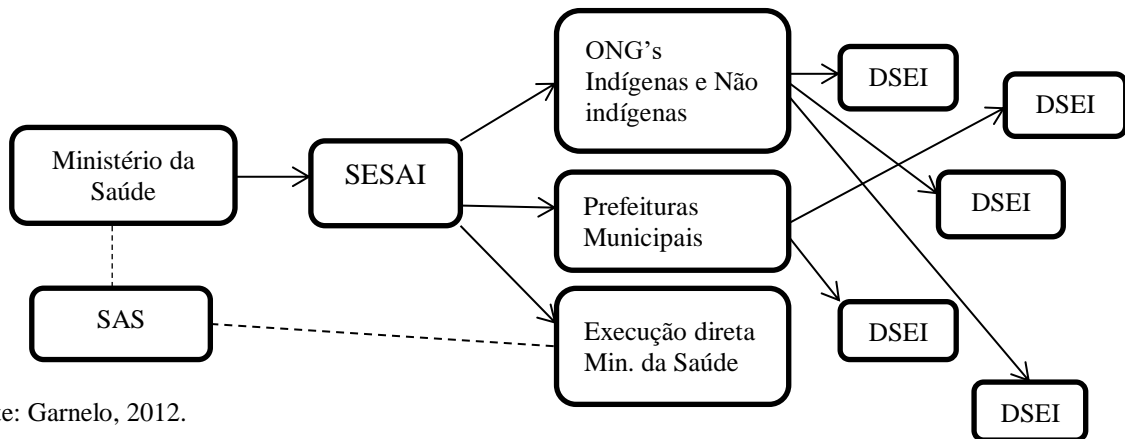 ONG's
Indígenas e Não
indígenas
DSEI
DSEI
Ministério da
Saúde
SESAI
Prefeituras
Municipais
DSEI
SAS
Execução direta
Min. da Saúde
DSEI
DSEI
te: Garnelo, 2012.